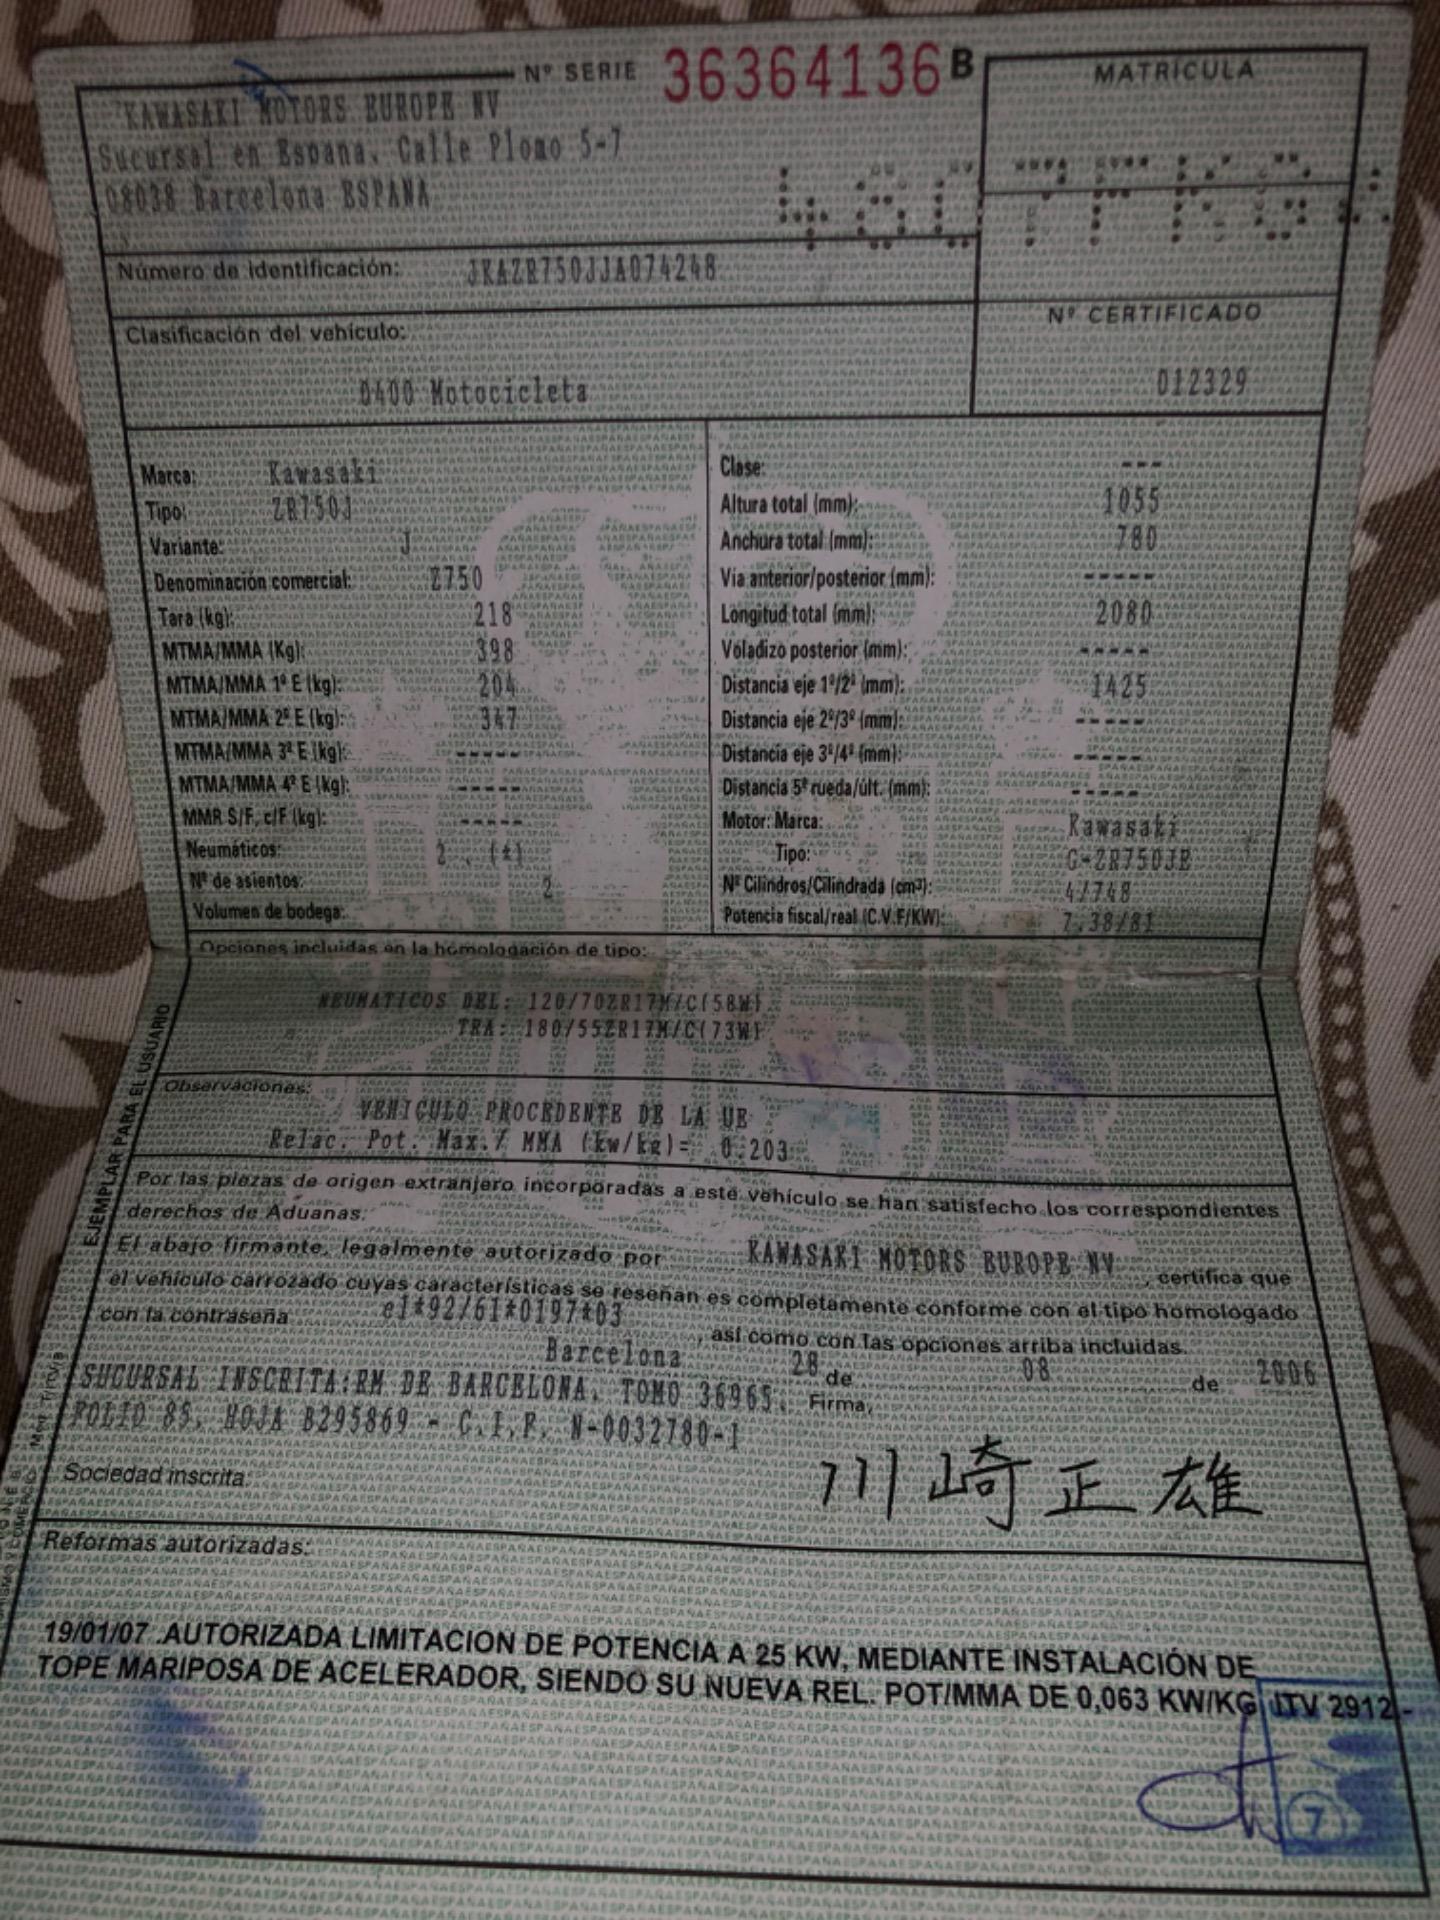 Nº SERIE 36364136 B
MATRICULA
KAWASAKI MOTORS EUROPE NV
Sucursal en Espana. Calle Plomo 5-7
08038 Barcelona ESPANA
Número de identificación: JKAZR750JJA074248
Clasificación del vehículo:
0400 Motocicleta
Nº CERTIFICADO
012329
Marca: Kawasaki
Tipo: ZR750J
Variante: J
Denominación comercial: Z750
Tara (kg): 218
MTMA/MMA (Kg): 398
MTMA/MMA 1º E (kg): 204
MTMA/MMA 2º E (kg): 347
MTMA/MMA 3º E (kg): -----
MTMA/MMA 4º E (kg): -----
MMR S/F, c/F (kg): -----
Neumáticos: 2 . (*)
Nº de asientos: 2
Volumen de bodega:
Clase: ---
Altura total (mm): 1055
Anchura total (mm): 780
Via anterior/posterior (mm): -----
Longitud total (mm): 2080
Voladizo posterior (mm): -----
Distancia eje 1º/2º (mm): 1425
Distancia eje 2º/3º (mm): -----
Distancia eje 3º/4º (mm): -----
Distancia 5ª rueda/últ. (mm): -----
Motor: Marca: Kawasaki
Tipo: G-ZR750JE
Nº Cilindros/Cilindrada (cm³): 4/748
Potencia fiscal/real (C.V.F/KW): 7.38/81
Opciones incluidas en la homologación de tipo:
NEUMATICOS DEL: 120/70ZR17M/C(58W)
TRA: 180/55ZR17M/C(73W)
EJEMPLAR PARA EL USUARIO
Observaciones:
VEHICULO PROCEDENTE DE LA UE
Relac. Pot. Max./ MMA (kw/kg)= 0.203
Por las piezas de origen extranjero incorporadas a este vehículo se han satisfecho los correspondientes
derechos de Aduanas.
El abajo firmante, legalmente autorizado por KAWASAKI MOTORS EUROPE NV , certifica que
el vehículo carrozado cuyas características se reseñan es completamente conforme con el tipo homologado
con la contraseña e1*92/61*0197*03 , así como con las opciones arriba incluidas.
Barcelona 28 de 08 de 2006
SUCURSAL INSCRITA:RM DE BARCELONA. TOMO 36965. Firma,
FOLIO 85. HOJA B295869 - C.I.F. N-0032780-I
川崎正雄
Sociedad inscrita:
Reformas autorizadas:
19/01/07 .AUTORIZADA LIMITACION DE POTENCIA A 25 KW, MEDIANTE INSTALACIÓN DE
TOPE MARIPOSA DE ACELERADOR, SIENDO SU NUEVA REL. POT/MMA DE 0,063 KW/KG ITV 2912.-
7